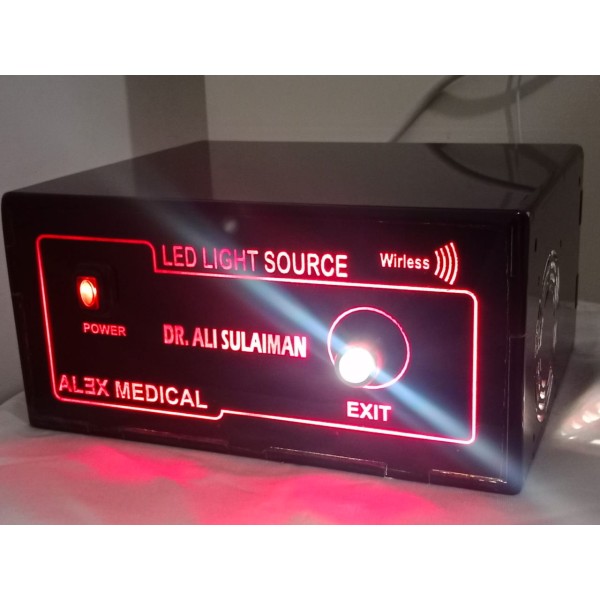 LED LIGHT SOURCE
Wirless
POWER
DR. ALI SULAIMAN
ALEX MEDICAL
EXIT